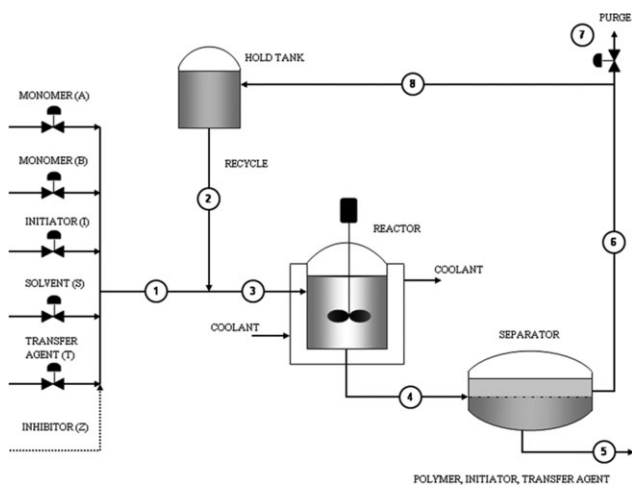 PURGE
7
HOLD TANK
8
MONOMER (A)
MONOMER (B)
RECYCLE
2
INITIATOR (I)
REACTOR
6
SOLVENT (S)
1
3
COOLANT
COOLANT
TRANSFER
AGENT (T)
SEPARATOR
4
INHIBITOR (Z)
5
POLYMER, INITIATOR, TRANSFER AGENT